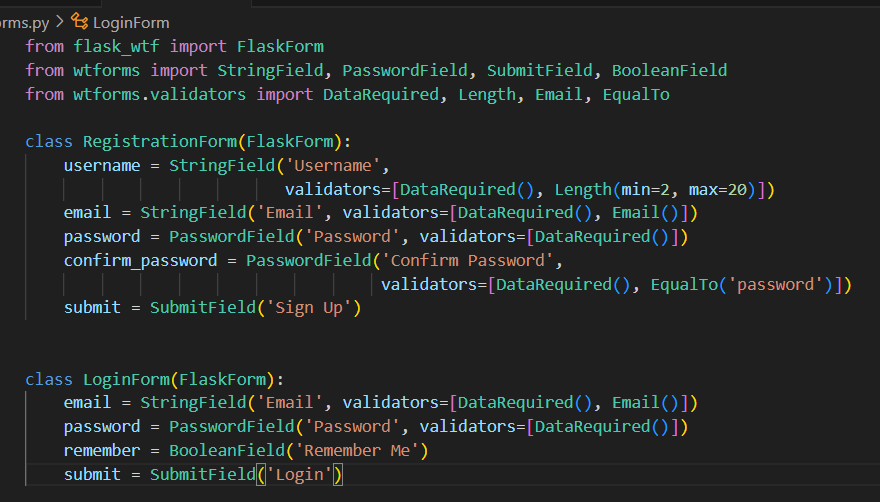 rms.py > LoginForm
from flask_wtf import FlaskForm
from wtforms import StringField, PasswordField, SubmitField, BooleanField
from wtforms.validators import DataRequired, Length, Email, EqualTo
class RegistrationForm(FlaskForm):
    username = StringField('Username',
                           validators=[DataRequired(), Length(min=2, max=20)])
    email = StringField('Email', validators=[DataRequired(), Email()])
    password = PasswordField('Password', validators=[DataRequired()])
    confirm_password = PasswordField('Confirm Password',
                                     validators=[DataRequired(), EqualTo('password')])
    submit = SubmitField('Sign Up')
class LoginForm(FlaskForm):
    email = StringField('Email', validators=[DataRequired(), Email()])
    password = PasswordField('Password', validators=[DataRequired()])
    remember = BooleanField('Remember Me')
    submit = SubmitField('Login')